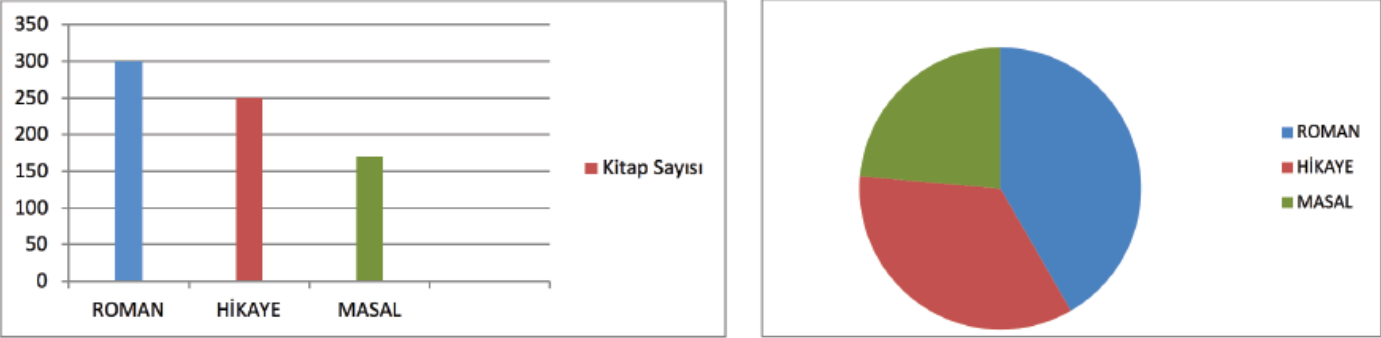 350
300
250
200
150
100
50
0
ROMAN HİKAYE MASAL
Kitap Sayısı
ROMAN
HİKAYE
MASAL